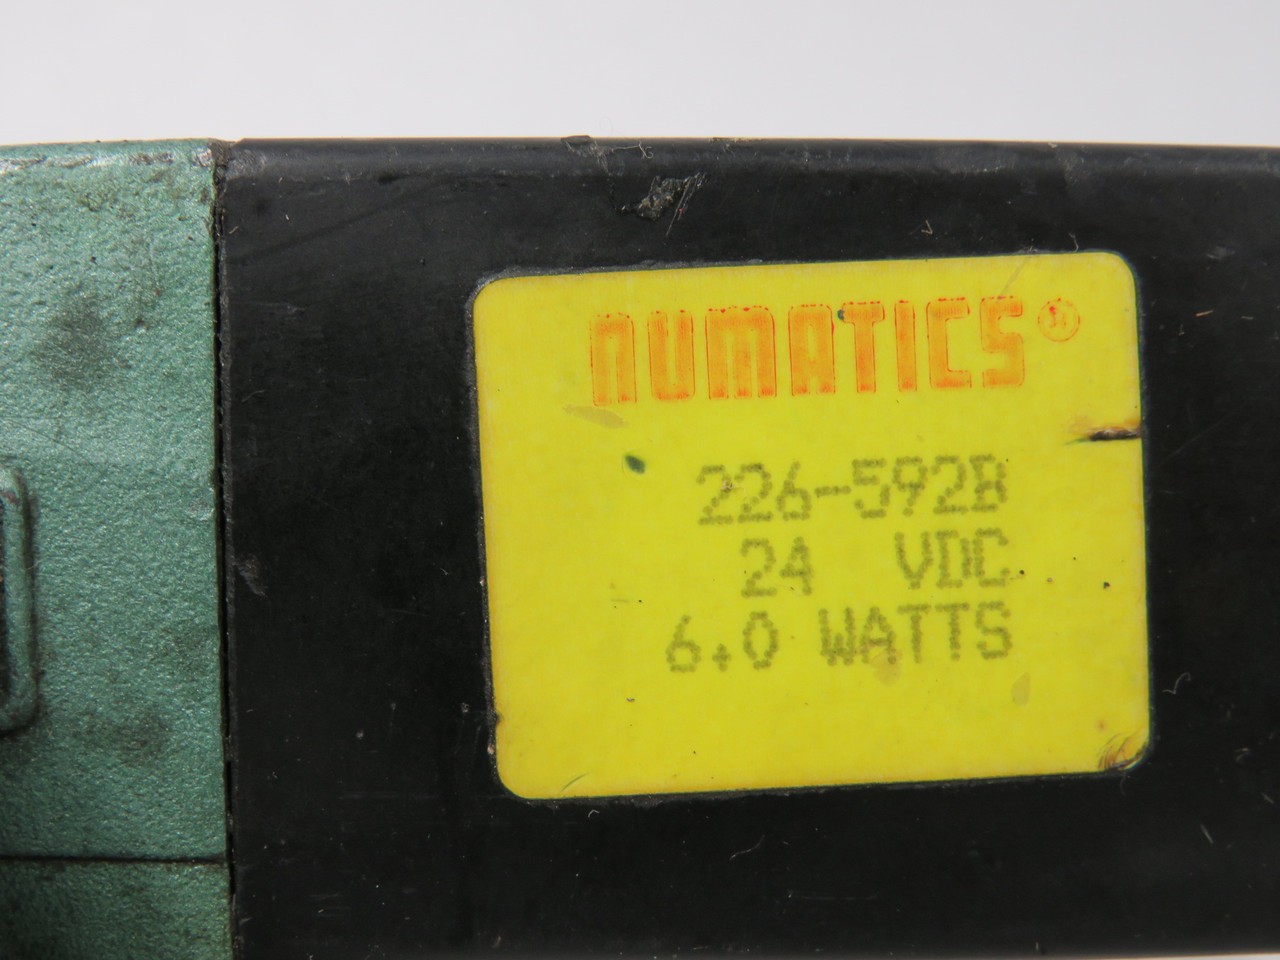 NUMATICS®
226-592B
24 VDC
6.0 WATTS